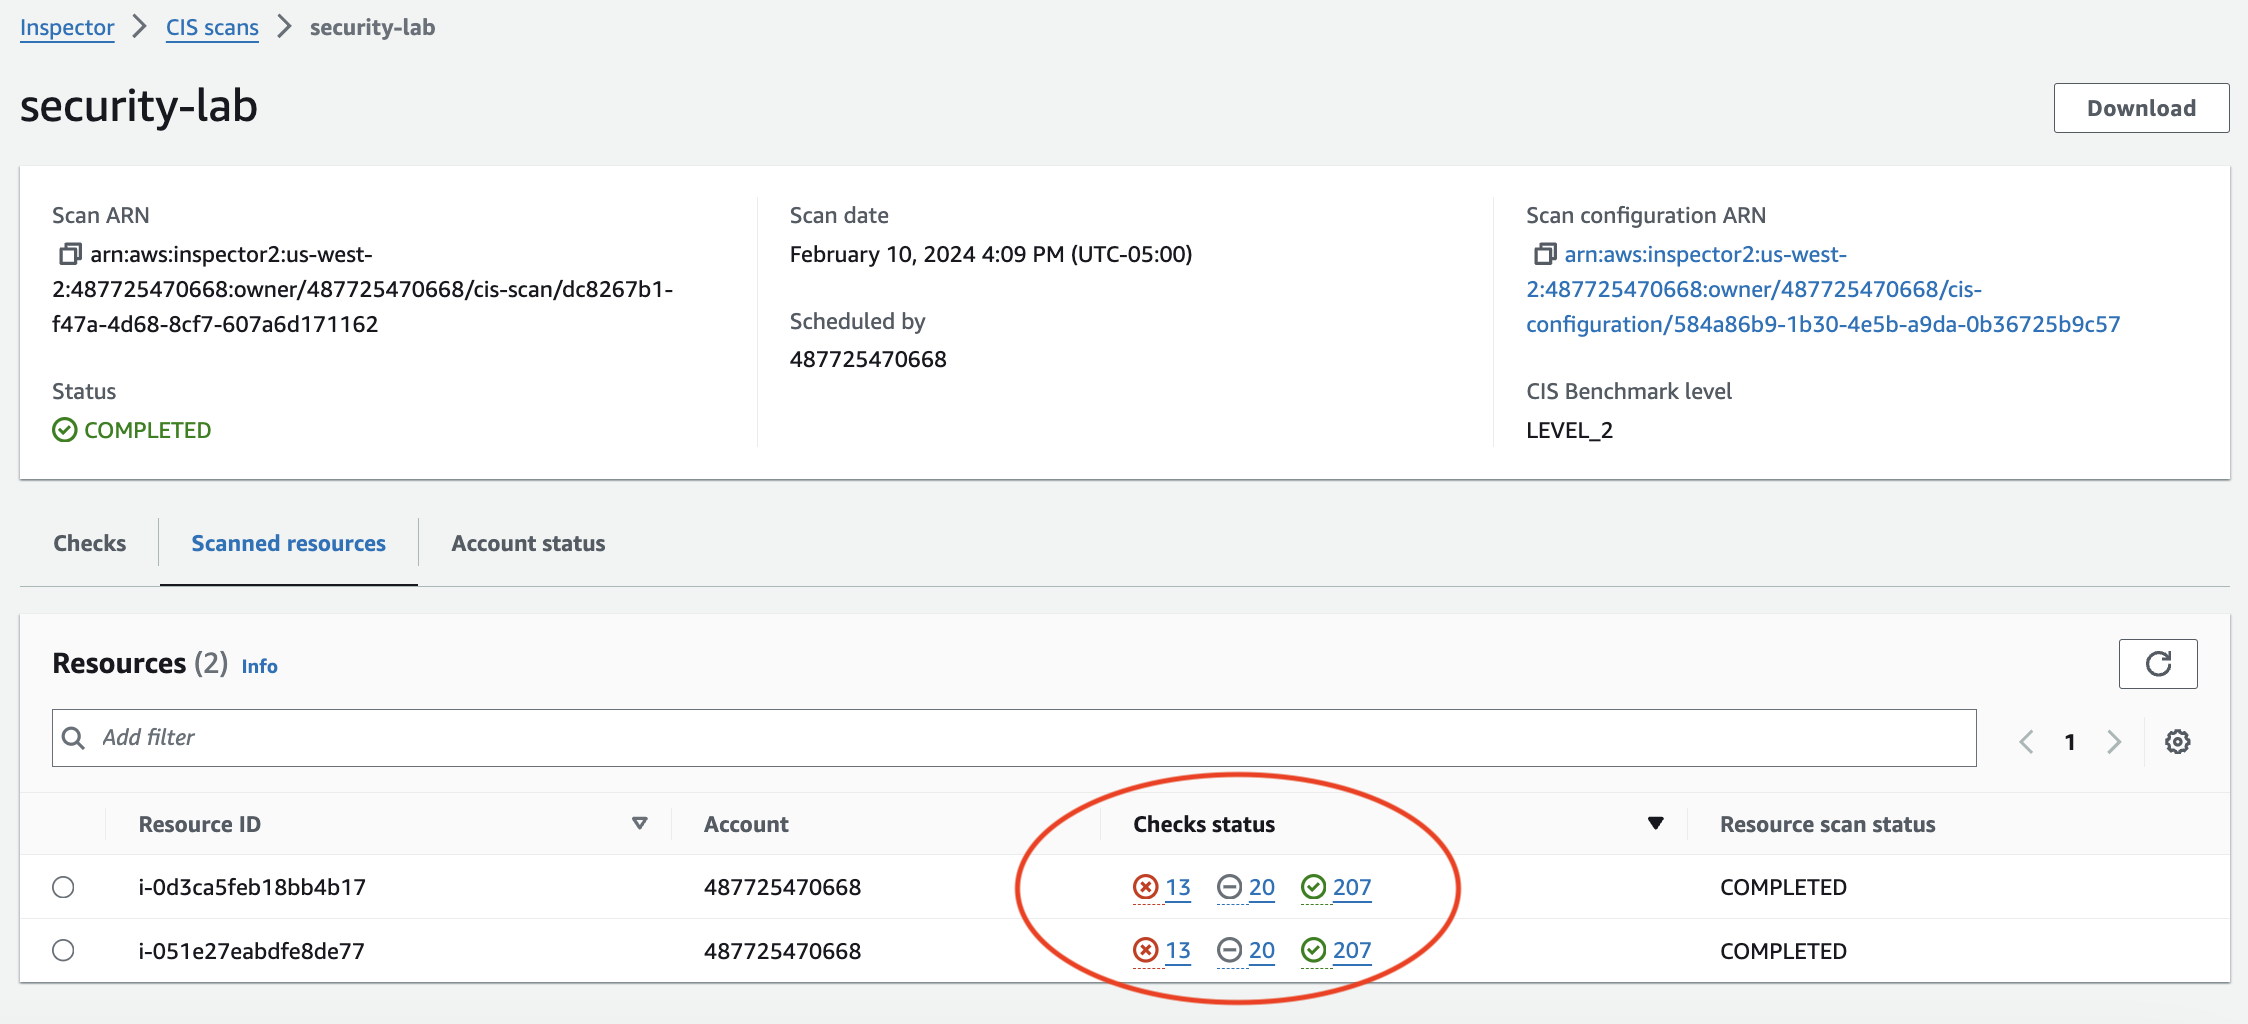 Inspector > CIS scans > security-lab
security-lab
Download
Scan ARN
arn:aws:inspector2:us-west-
2:487725470668:owner/487725470668/cis-scan/dc8267b1-
f47a-4d68-8cf7-607a6d171162
Status
COMPLETED
Scan date
February 10, 2024 4:09 PM (UTC-05:00)
Scheduled by
487725470668
Scan configuration ARN
arn:aws:inspector2:us-west-
2:487725470668:owner/487725470668/cis-
configuration/584a86b9-1b30-4e5b-a9da-0b36725b9c57
CIS Benchmark level
LEVEL_2
Checks Scanned resources Account status
Resources (2) Info
Add filter
1
Resource ID Account Checks status Resource scan status
i-0d3ca5feb18bb4b17 487725470668 13 20 207 COMPLETED
i-051e27eabdfe8de77 487725470668 13 20 207 COMPLETED